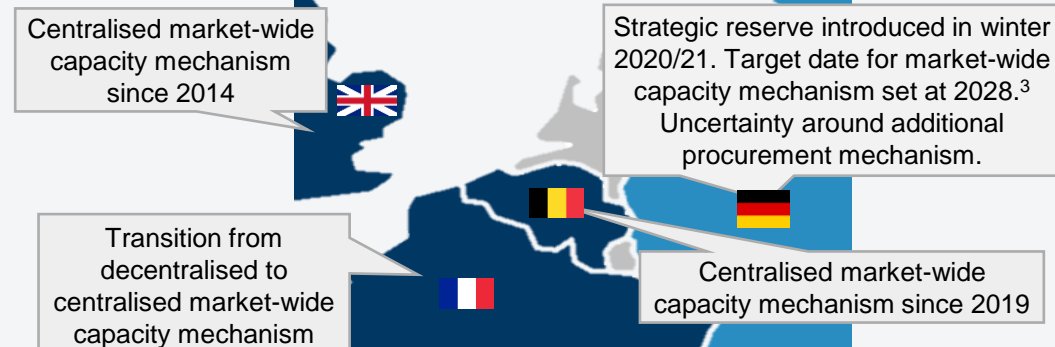 Centralised market-wide
capacity mechanism
since 2014
Strategic reserve introduced in winter
2020/21. Target date for market-wide
capacity mechanism set at 2028.³
Uncertainty around additional
procurement mechanism.
Transition from
decentralised to
centralised market-wide
capacity mechanism
Centralised market-wide
capacity mechanism since 2019